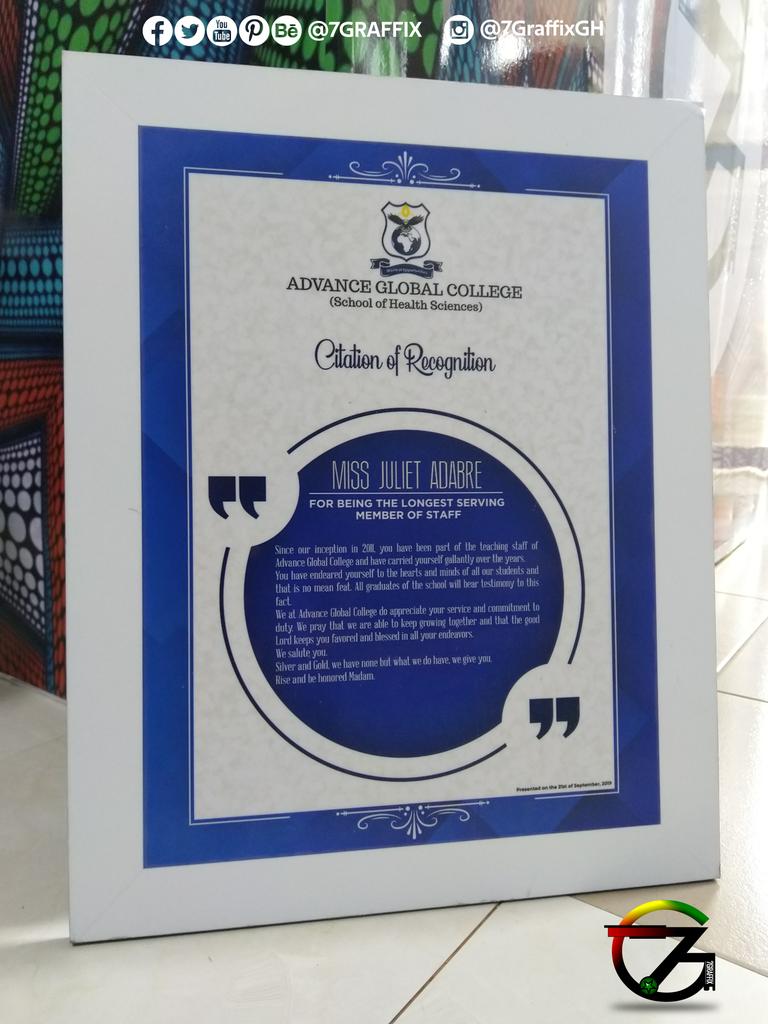 @7GRAFFIX @7GraffixGH
ADVANCE GLOBAL COLLEGE
(School of Health Sciences)
Citation of Recognition
MISS JULIET ADABRE
FOR BEING THE LONGEST SERVING
MEMBER OF STAFF
Since our inception in 2011, you have been part of the teaching staff of
Advance Global College and have carried yourself gallantly over the years.
You have endeared yourself to the hearts and minds of all our students and
that is no mean feat. All graduates of the school will bear testimony to this
fact.
We at Advance Global College do appreciate your service and commitment to
duty. We pray that we are able to keep growing together and that the good
Lord keeps you favored and blessed in all your endeavors.
We salute you.
Silver and Gold, we have none but what we do have, we give you.
Rise and be honored Madam.
Presented on the 21st of September, 2019
7GRAFFIX